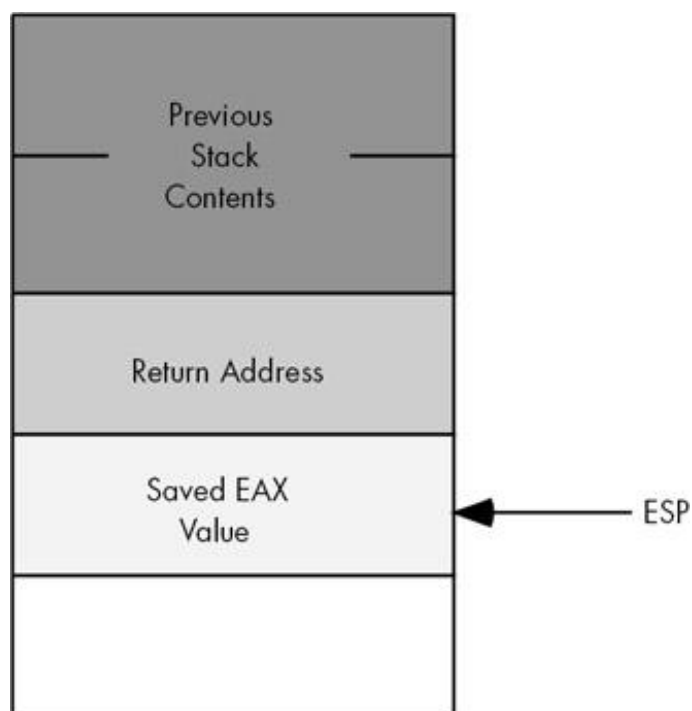 Previous
Stack
Contents
Return Address
Saved EAX
Value
ESP